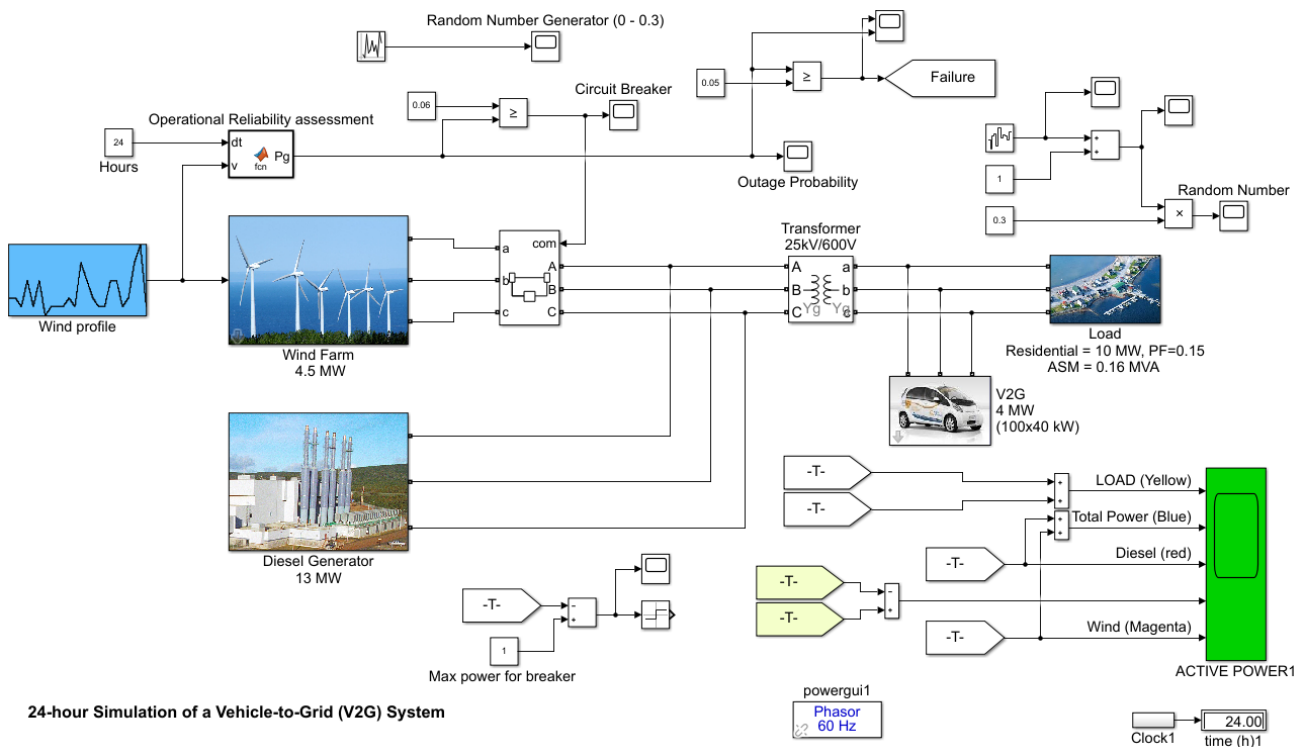 Random Number Generator (0 - 0.3)
0.05
≥
Failure
Circuit Breaker
0.06
≥
Operational Reliability assessment
24
Hours
dt
v
fcn
Pg
Outage Probability
+
+
1
Random Number
0.3
×
Wind profile
Wind Farm
4.5 MW
com
a
b
c
A
B
C
Transformer
25kV/600V
A
B
C
a
b
c
Yg
Yg
Load
Residential = 10 MW, PF=0.15
ASM = 0.16 MVA
V2G
4 MW
(100x40 kW)
Diesel Generator
13 MW
-T-
-T-
+
+
LOAD (Yellow)
+
+
Total Power (Blue)
-T-
Diesel (red)
-T-
-T-
-
+
-T-
Wind (Magenta)
ACTIVE POWER1
-T-
-
+
1
Max power for breaker
powergui1
Phasor
60 Hz
24-hour Simulation of a Vehicle-to-Grid (V2G) System
Clock1
24.00
time (h)1